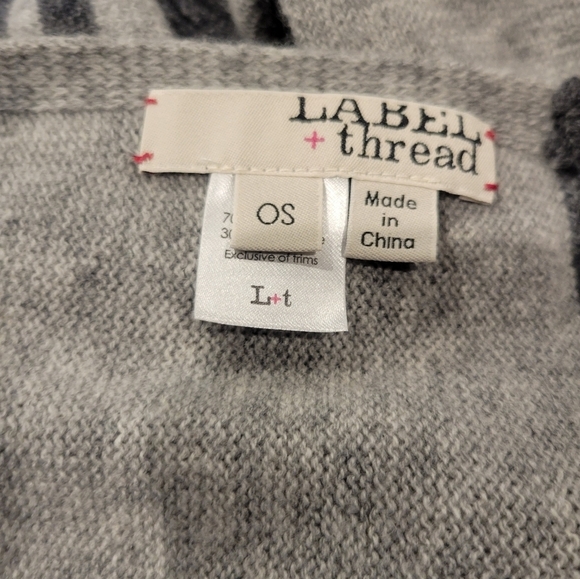 LABEL
+ thread
OS
Made
in
China
Exclusive of trims
L+t